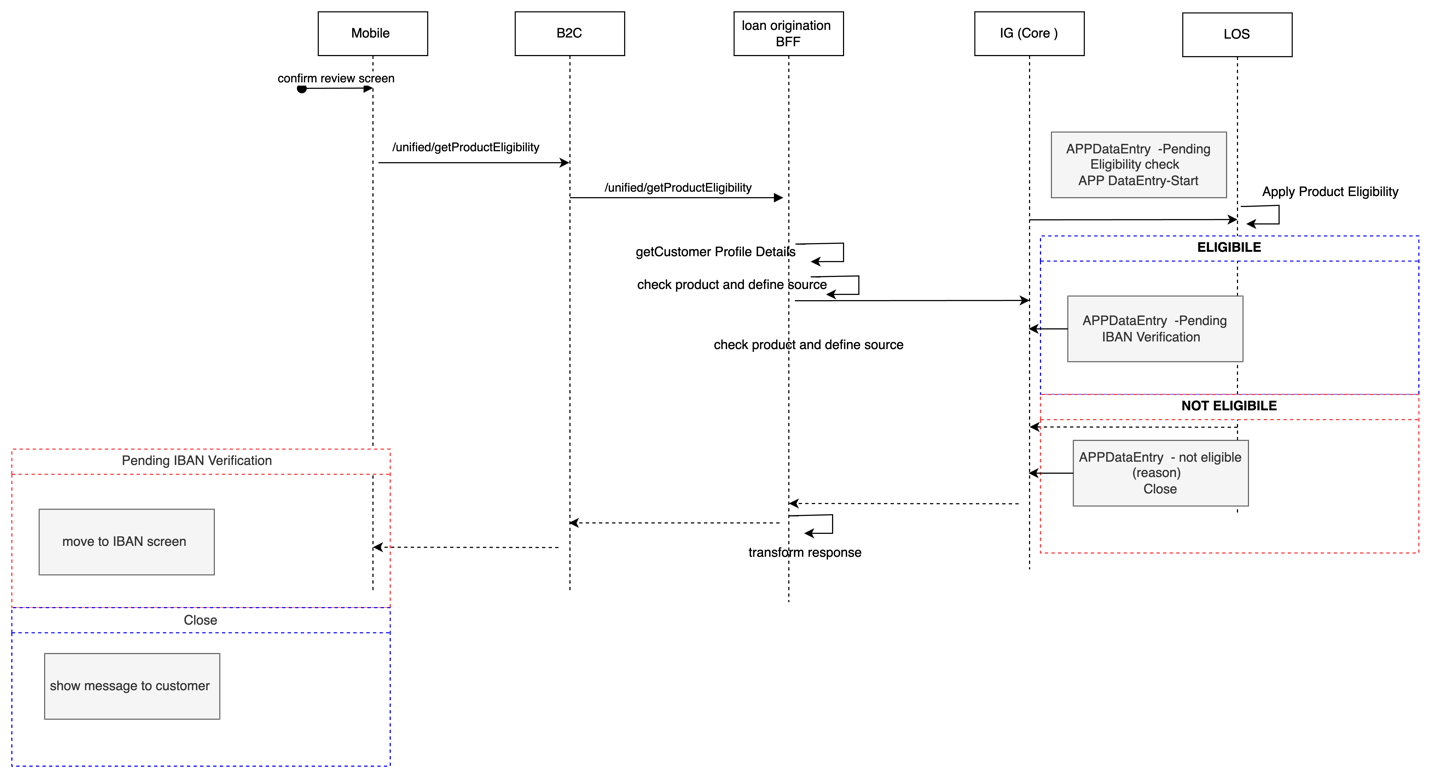 Mobile
B2C
loan origination
BFF
IG (Core )
LOS
confirm review screen
/unified/getProductEligibility
APPDataEntry -Pending
Eligibility check
APP DataEntry-Start
/unified/getProductEligibility
Apply Product Eligibility
getCustomer Profile Details
ELIGIBILE
check product and define source
APPDataEntry -Pending
IBAN Verification
check product and define source
NOT ELIGIBILE
Pending IBAN Verification
APPDataEntry - not eligible
(reason)
Close
move to IBAN screen
transform response
Close
show message to customer